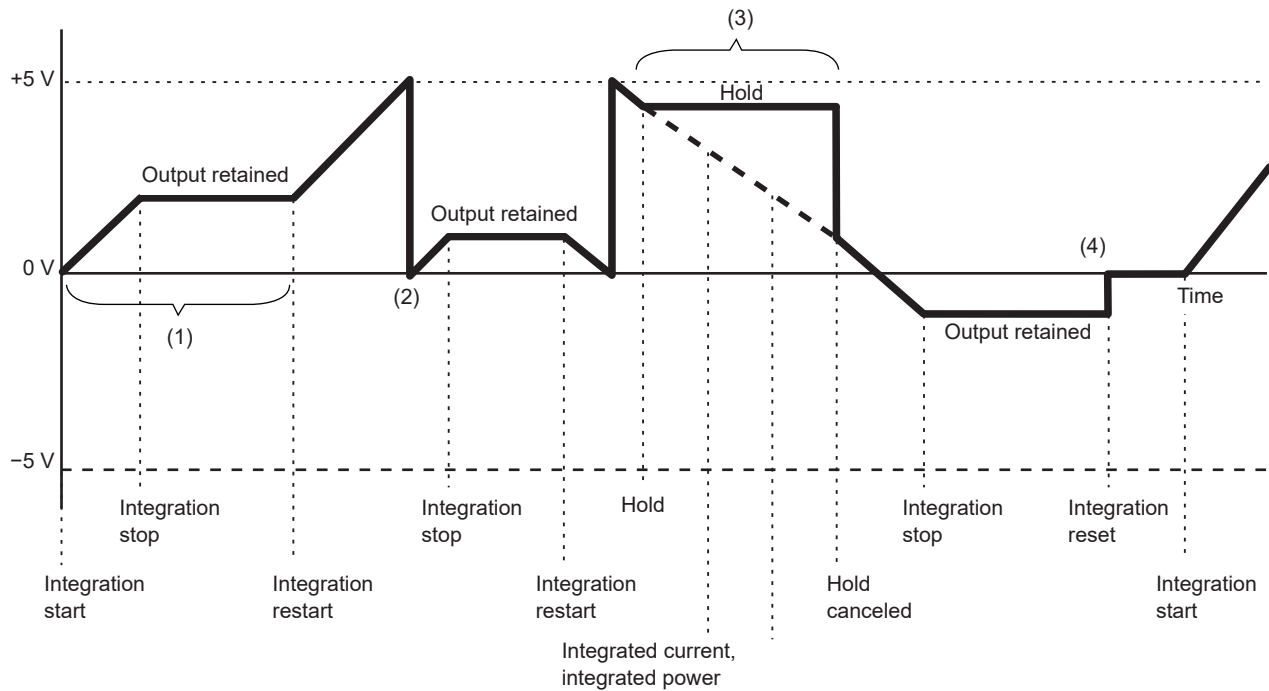 (3)
+5 V
Hold
Output retained
Output retained
(4)
0 V
(2)
Time
(1)
Output retained
−5 V
Integration
stop
Integration
stop
Hold
Integration
stop
Integration
reset
Integration
start
Integration
restart
Integration
restart
Hold
canceled
Integration
start
Integrated current,
integrated power